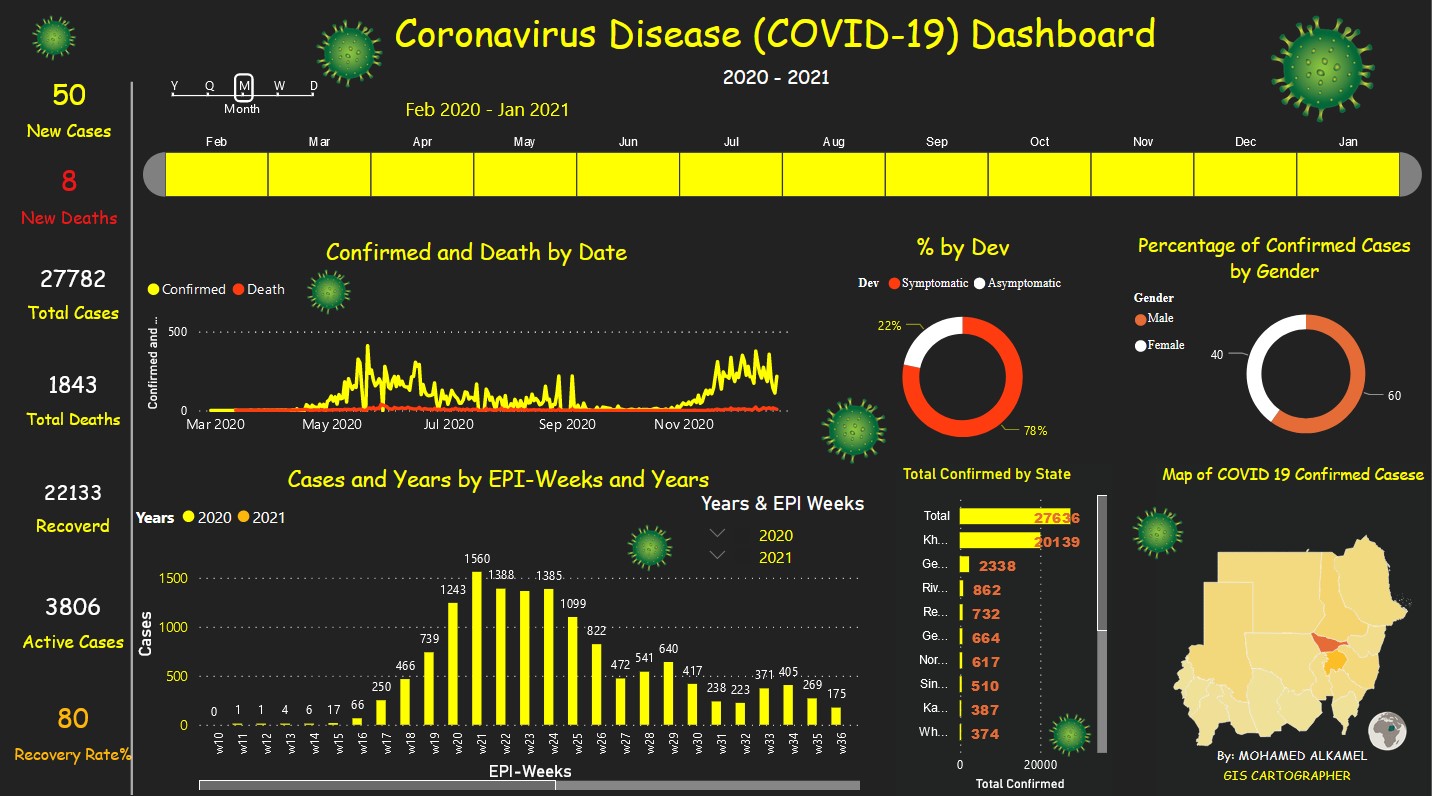 Coronavirus Disease (COVID-19) Dashboard
2020 - 2021
50
New Cases
8
New Deaths
27782
Total Cases
1843
Total Deaths
22133
Recoverd
3806
Active Cases
80
Recovery Rate%
Y Q M W D
Month
Feb 2020 - Jan 2021
Feb Mar Apr May Jun Jul Aug Sep Oct Nov Dec Jan
Confirmed and Death by Date
Confirmed Death
Confirmed and ...
500
0
Mar 2020 May 2020 Jul 2020 Sep 2020 Nov 2020
% by Dev
Dev Symptomatic Asymptomatic
22%
78%
Percentage of Confirmed Cases
by Gender
Gender
Male
Female
40
60
Cases and Years by EPI-Weeks and Years
Years 2020 2021
Years & EPI Weeks
2020
2021
Cases
1500
1000
500
0
0 1 1 4 6 17 66 250 466 739 1243 1560 1388 1385 1099 822 472 541 640 417 238 223 371 405 269 175
w10 w11 w12 w13 w14 w15 w16 w17 w18 w19 w20 w21 w22 w23 w24 w25 w26 w27 w28 w29 w30 w31 w32 w33 w34 w35 w36
EPI-Weeks
Total Confirmed by State
Total 27636
Kh... 20139
Ge... 2338
Riv... 862
Re... 732
Ge... 664
Nor... 617
Sin... 510
Ka... 387
Wh... 374
0 20000
Total Confirmed
Map of COVID 19 Confirmed Casese
By: MOHAMED ALKAMEL
GIS CARTOGRAPHER